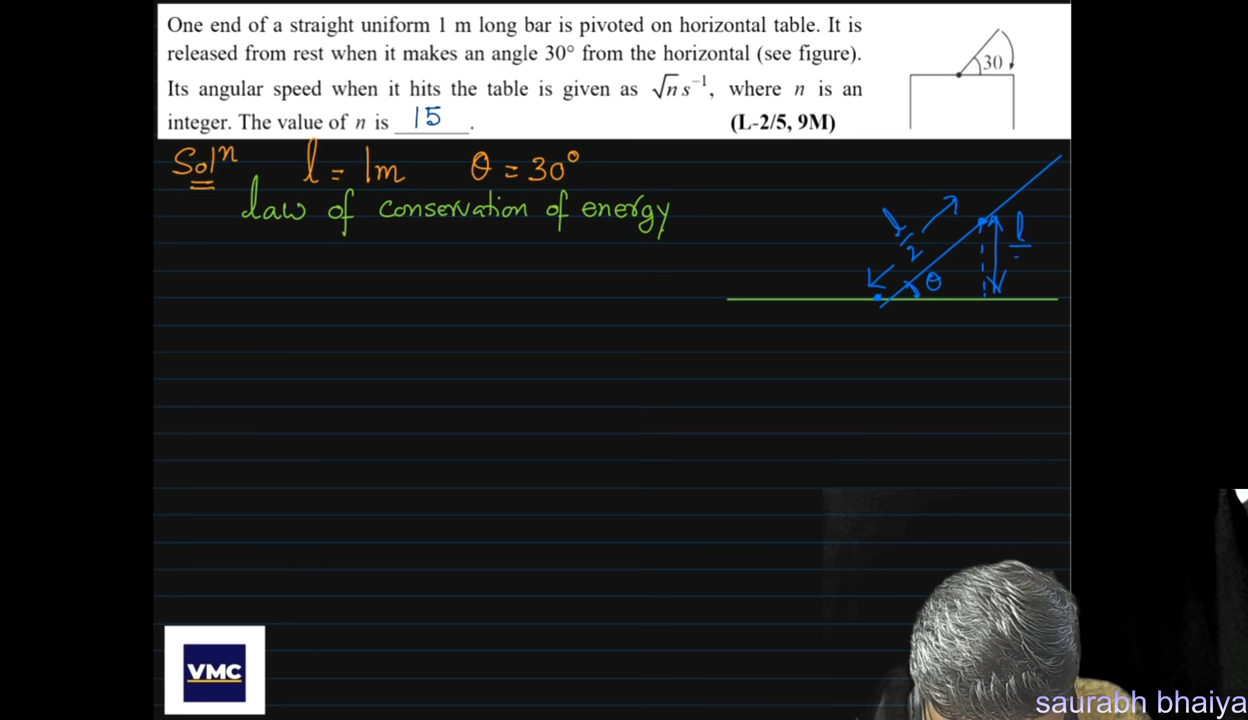 One end of a straight uniform 1 m long bar is pivoted on horizontal table. It is
released from rest when it makes an angle 30° from the horizontal (see figure).
Its angular speed when it hits the table is given as √n s⁻¹, where n is an
integer. The value of n is 15.
(L-2/5, 9M)
30
Solⁿ l = 1m θ = 30°
law of conservation of energy
l/2
l
θ
VMC
saurabh bhaiya